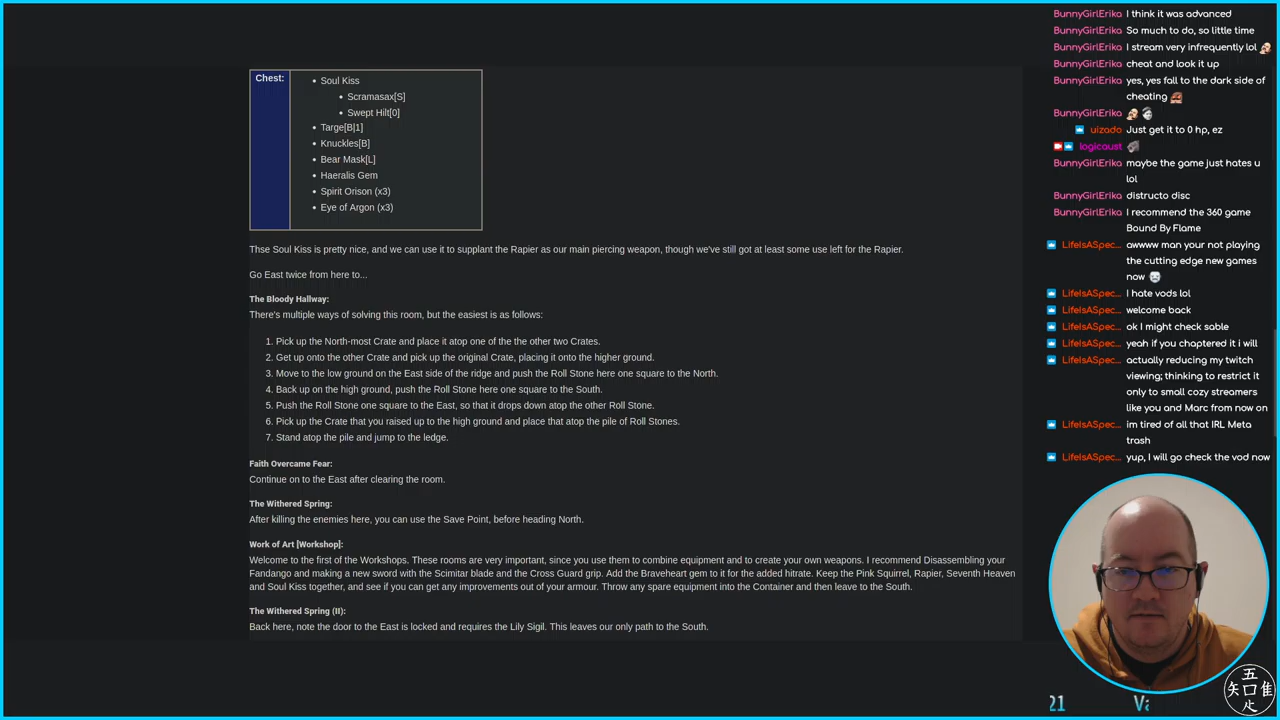 Chest:
Soul Kiss
Scramasax[S]
Swept Hilt[0]
Targe[B|1]
Knuckles[B]
Bear Mask[L]
Haeralis Gem
Spirit Orison (x3)
Eye of Argon (x3)
Thse Soul Kiss is pretty nice, and we can use it to supplant the Rapier as our main piercing weapon, though we've still got at least some use left for the Rapier.
Go East twice from here to...
The Bloody Hallway:
There's multiple ways of solving this room, but the easiest is as follows:
1. Pick up the North-most Crate and place it atop one of the the other two Crates.
2. Get up onto the other Crate and pick up the original Crate, placing it onto the higher ground.
3. Move to the low ground on the East side of the ridge and push the Roll Stone here one square to the North.
4. Back up on the high ground, push the Roll Stone here one square to the South.
5. Push the Roll Stone one square to the East, so that it drops down atop the other Roll Stone.
6. Pick up the Crate that you raised up to the high ground and place that atop the pile of Roll Stones.
7. Stand atop the pile and jump to the ledge.
Faith Overcame Fear:
Continue on to the East after clearing the room.
The Withered Spring:
After killing the enemies here, you can use the Save Point, before heading North.
Work of Art [Workshop]:
Welcome to the first of the Workshops. These rooms are very important, since you use them to combine equipment and to create your own weapons. I recommend Disassembling your
Fandango and making a new sword with the Scimitar blade and the Cross Guard grip. Add the Braveheart gem to it for the added hitrate. Keep the Pink Squirrel, Rapier, Seventh Heaven
and Soul Kiss together, and see if you can get any improvements out of your armour. Throw any spare equipment into the Container and then leave to the South.
The Withered Spring (II):
Back here, note the door to the East is locked and requires the Lily Sigil. This leaves our only path to the South.
BunnyGirlErika I think it was advanced
BunnyGirlErika So much to do, so little time
BunnyGirlErika I stream very infrequently lol
BunnyGirlErika cheat and look it up
BunnyGirlErika yes, yes fall to the dark side of
cheating
BunnyGirlErika
uizado Just get it to 0 hp, ez
logicaust
BunnyGirlErika maybe the game just hates u
lol
BunnyGirlErika distructo disc
BunnyGirlErika I recommend the 360 game
Bound By Flame
LifeIsASpec... awwww man your not playing
the cutting edge new games
now
LifeIsASpec... I hate vods lol
LifeIsASpec... welcome back
LifeIsASpec... ok I might check sable
LifeIsASpec... yeah if you chaptered it i will
LifeIsASpec... actually reducing my twitch
viewing; thinking to restrict it
only to small cozy streamers
like you and Marc from now on
LifeIsASpec... im tired of all that IRL Meta
trash
LifeIsASpec... yup, I will go check the vod now
五
矢口隹
止
21